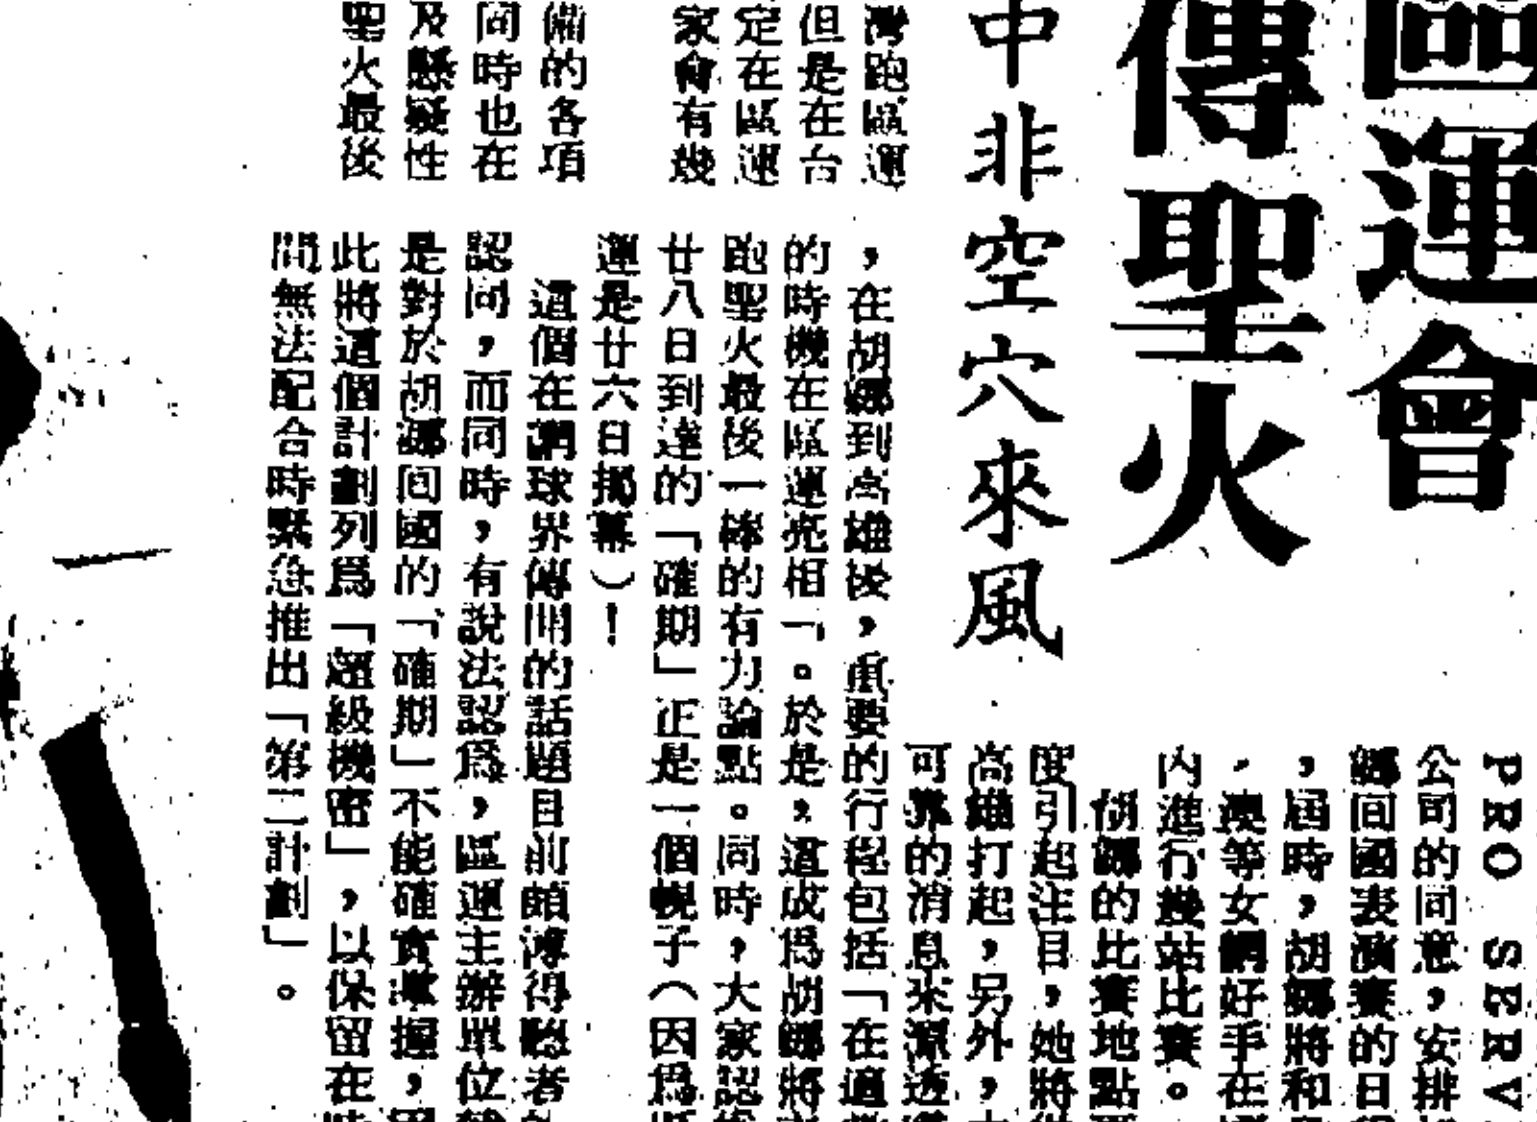 區運會
傳聖火
中非空穴來風
灣跑區運
但是在台
定在區運
家會有幾
備的各項
同時也在
及懸疑性
聖火最後
PRO SERV
公司的同意，安排
娜回國表演賽的日
，屆時，胡娜將和
、澳等女網好手在
內進行幾站比賽。
胡娜的比賽地點
度引起注目，她將
高雄打起，另外，
可靠的消息來源透
，在胡娜到高雄後，重要的行程包括「在適
的時機在區運亮相」。於是，這成爲胡娜將
跑聖火最後一棒的有力論點。同時，大家認
廿八日到達的「確期」正是一個幌子（因爲
運是廿六日揭幕）！
這個在網球界傳開的話題目前頗博得聽者
認同，而同時，有說法認爲，區運主辦單位
是對於胡娜回國的「確期」不能確實掌握，因
此將這個計劃列爲「超級機密」，以保留在
間無法配合時緊急推出「第二計劃」。